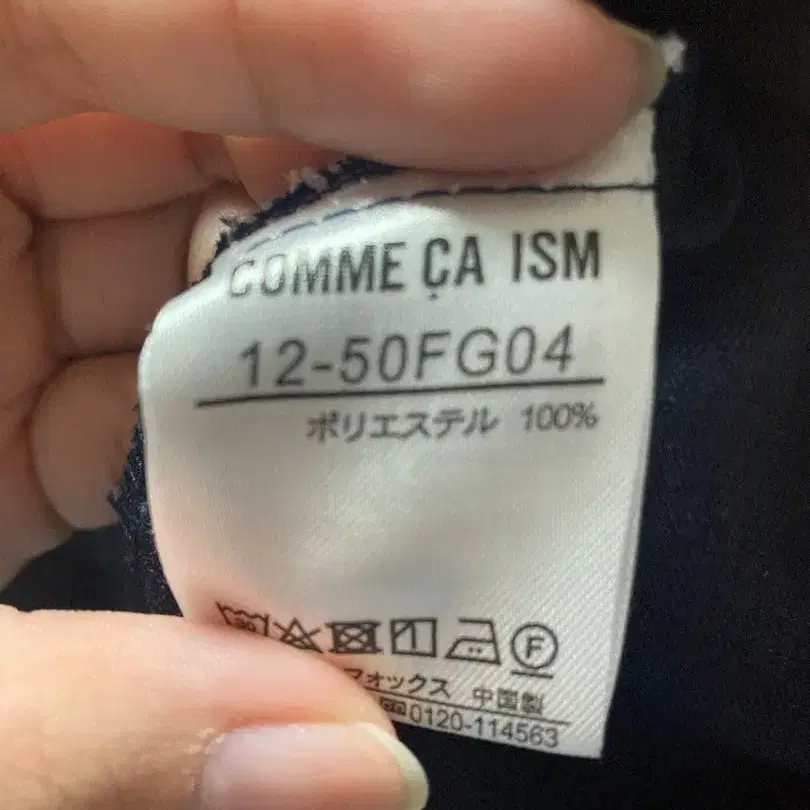 COMME ÇA ISM
12-50FG04
ポリエステル 100%
30
F
フォックス 中国製
0120-114563